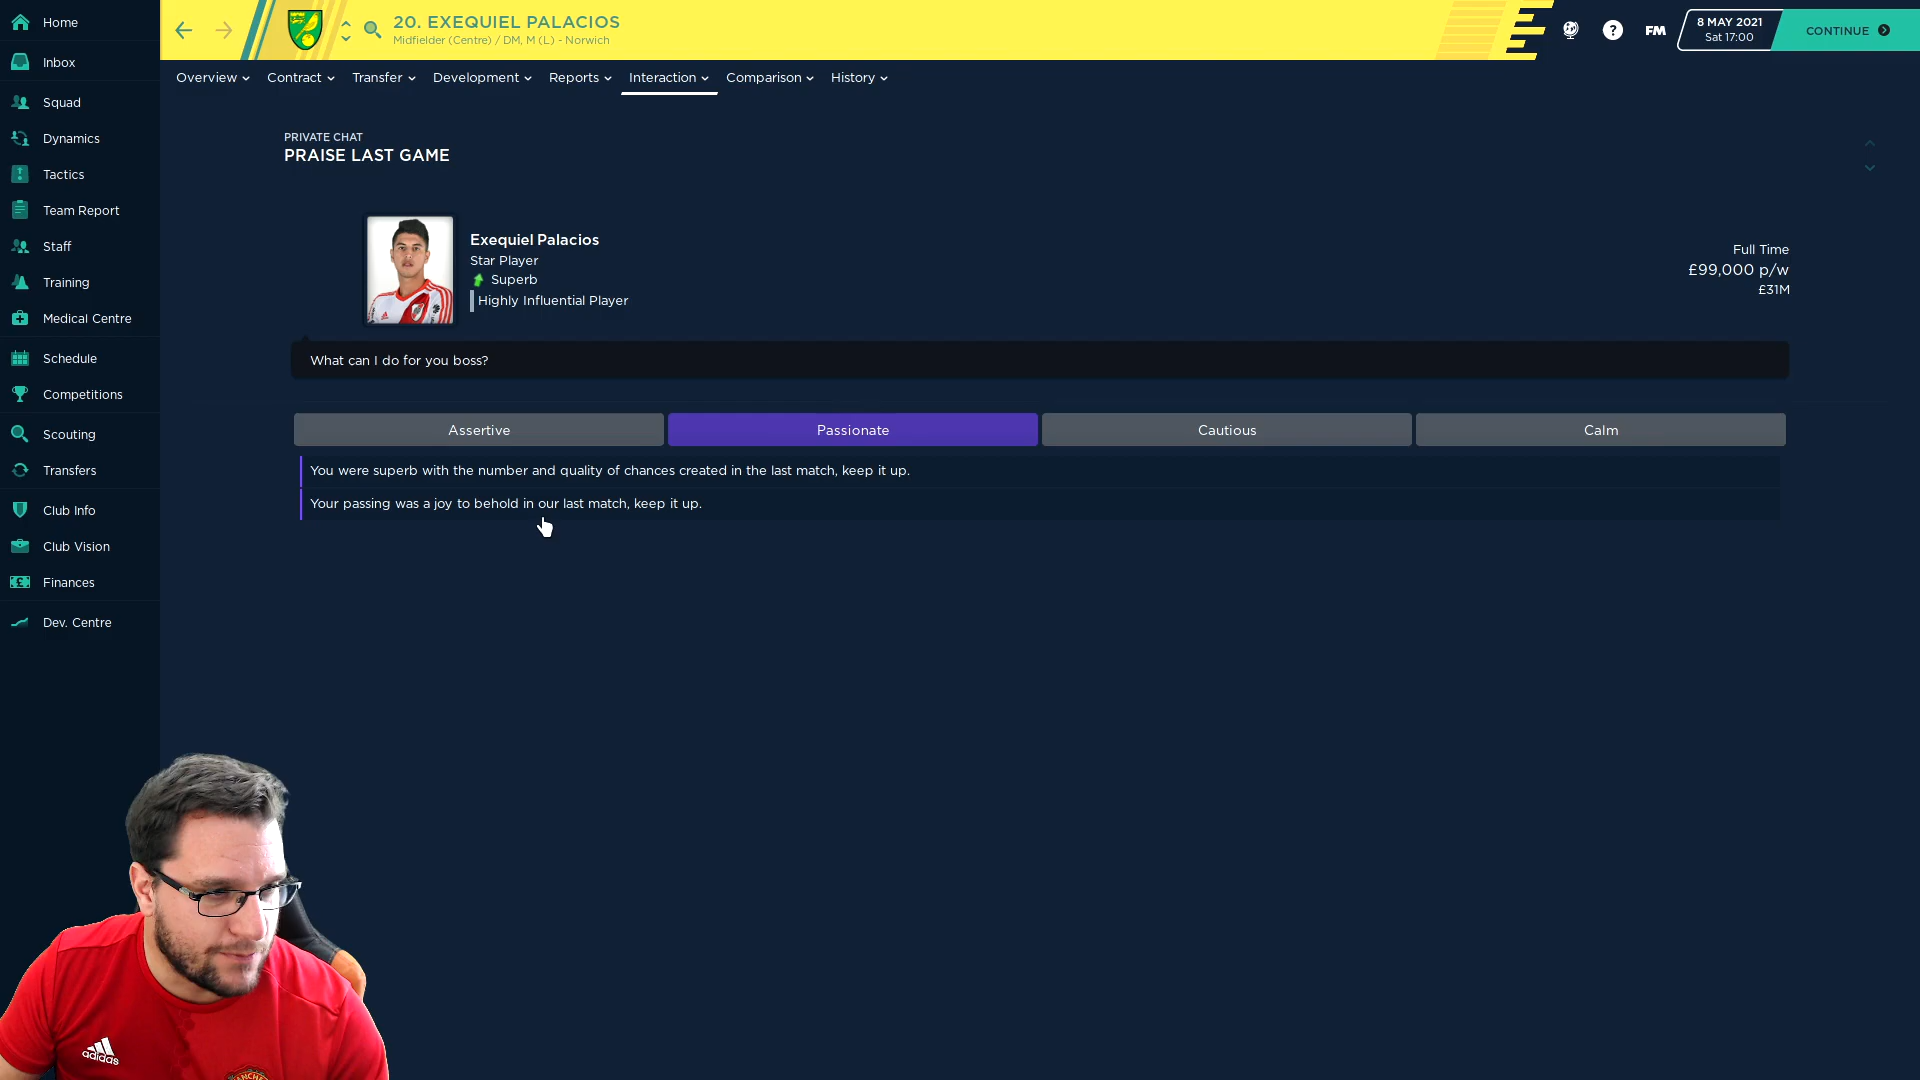 Home
Inbox
Squad
Dynamics
Tactics
Team Report
Staff
Training
Medical Centre
Schedule
Competitions
Scouting
Transfers
Club Info
Club Vision
Finances
Dev. Centre
20. EXEQUIEL PALACIOS
Midfielder (Centre) / DM, M (L) - Norwich
?
FM
8 MAY 2021
Sat 17:00
CONTINUE
Overview
Contract
Transfer
Development
Reports
Interaction
Comparison
History
PRIVATE CHAT
PRAISE LAST GAME
Exequiel Palacios
Star Player
Superb
Highly Influential Player
Full Time
£99,000 p/w
£31M
What can I do for you boss?
Assertive
Passionate
Cautious
Calm
You were superb with the number and quality of chances created in the last match, keep it up.
Your passing was a joy to behold in our last match, keep it up.
adidas